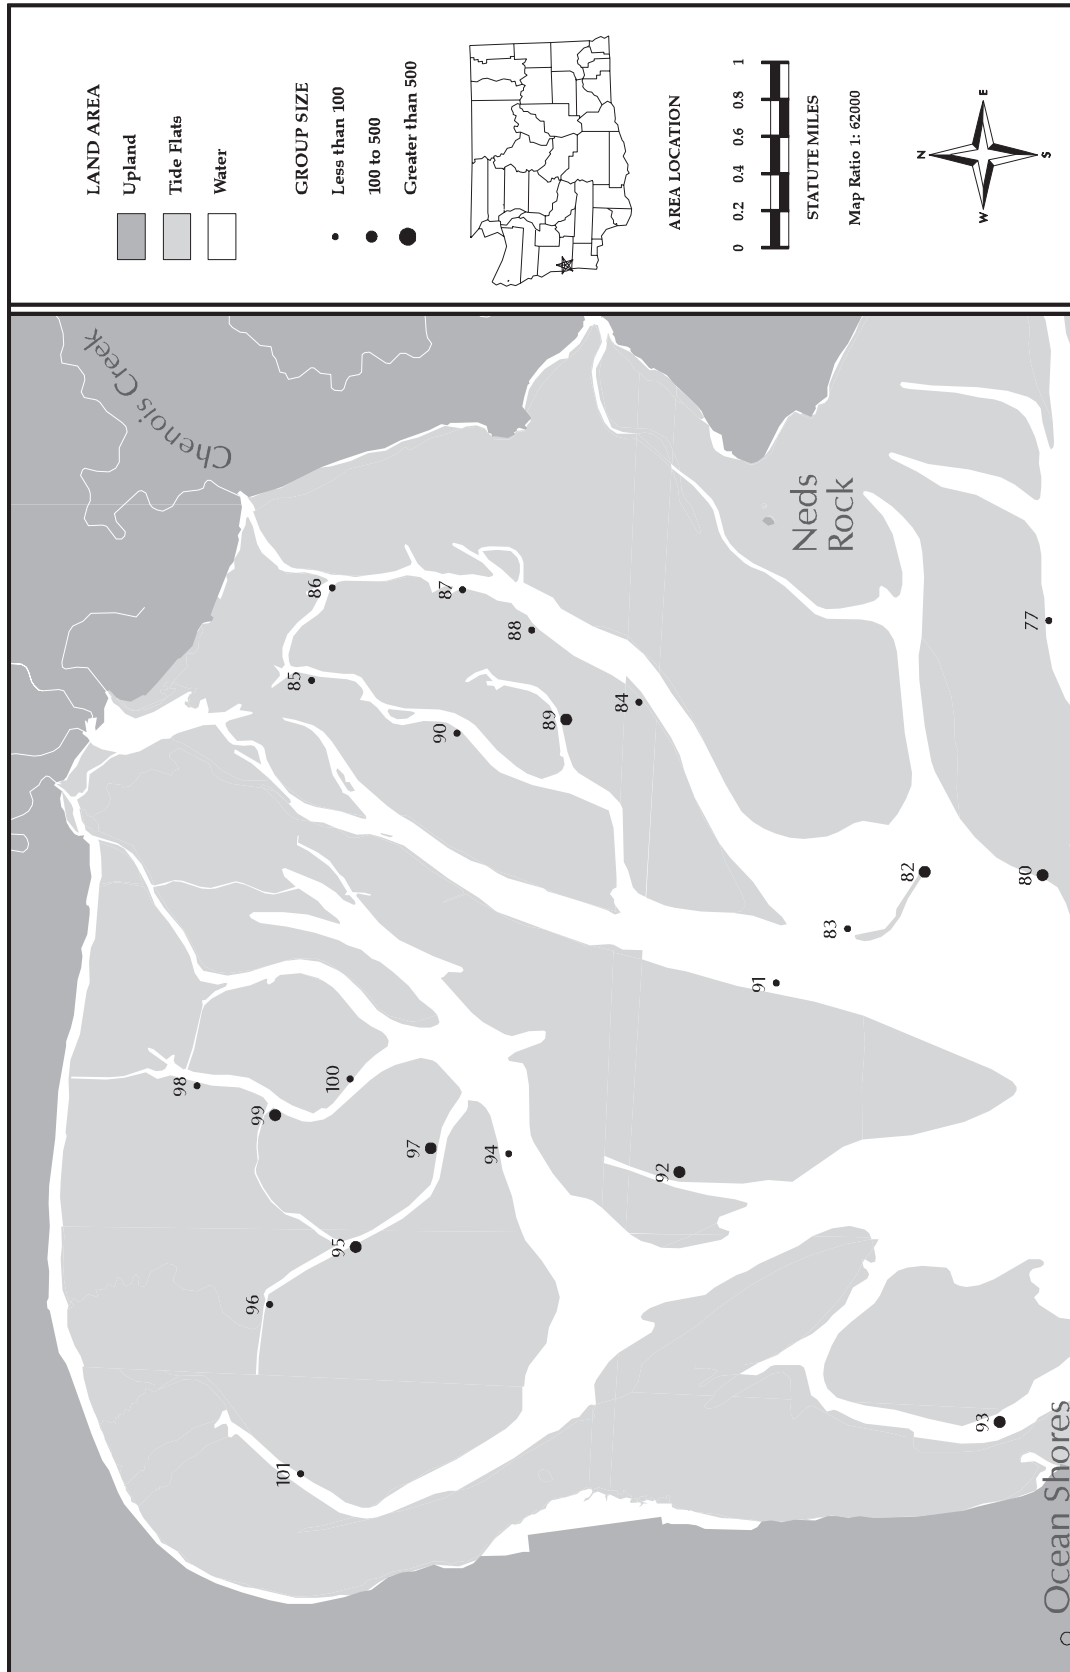 LAND AREA
Upland
Tide Flats
Water
GROUP SIZE
Less than 100
100 to 500
Greater than 500
AREA LOCATION
0 0.2 0.4 0.6 0.8 1
STATUTE MILES
Map Ratio 1: 62000
N
W
E
S
Chenois Creek
Neds
Rock
86
87
88
85
90
89
84
77
82
80
83
91
98
99
100
97
94
92
95
96
93
101
Ocean Shores